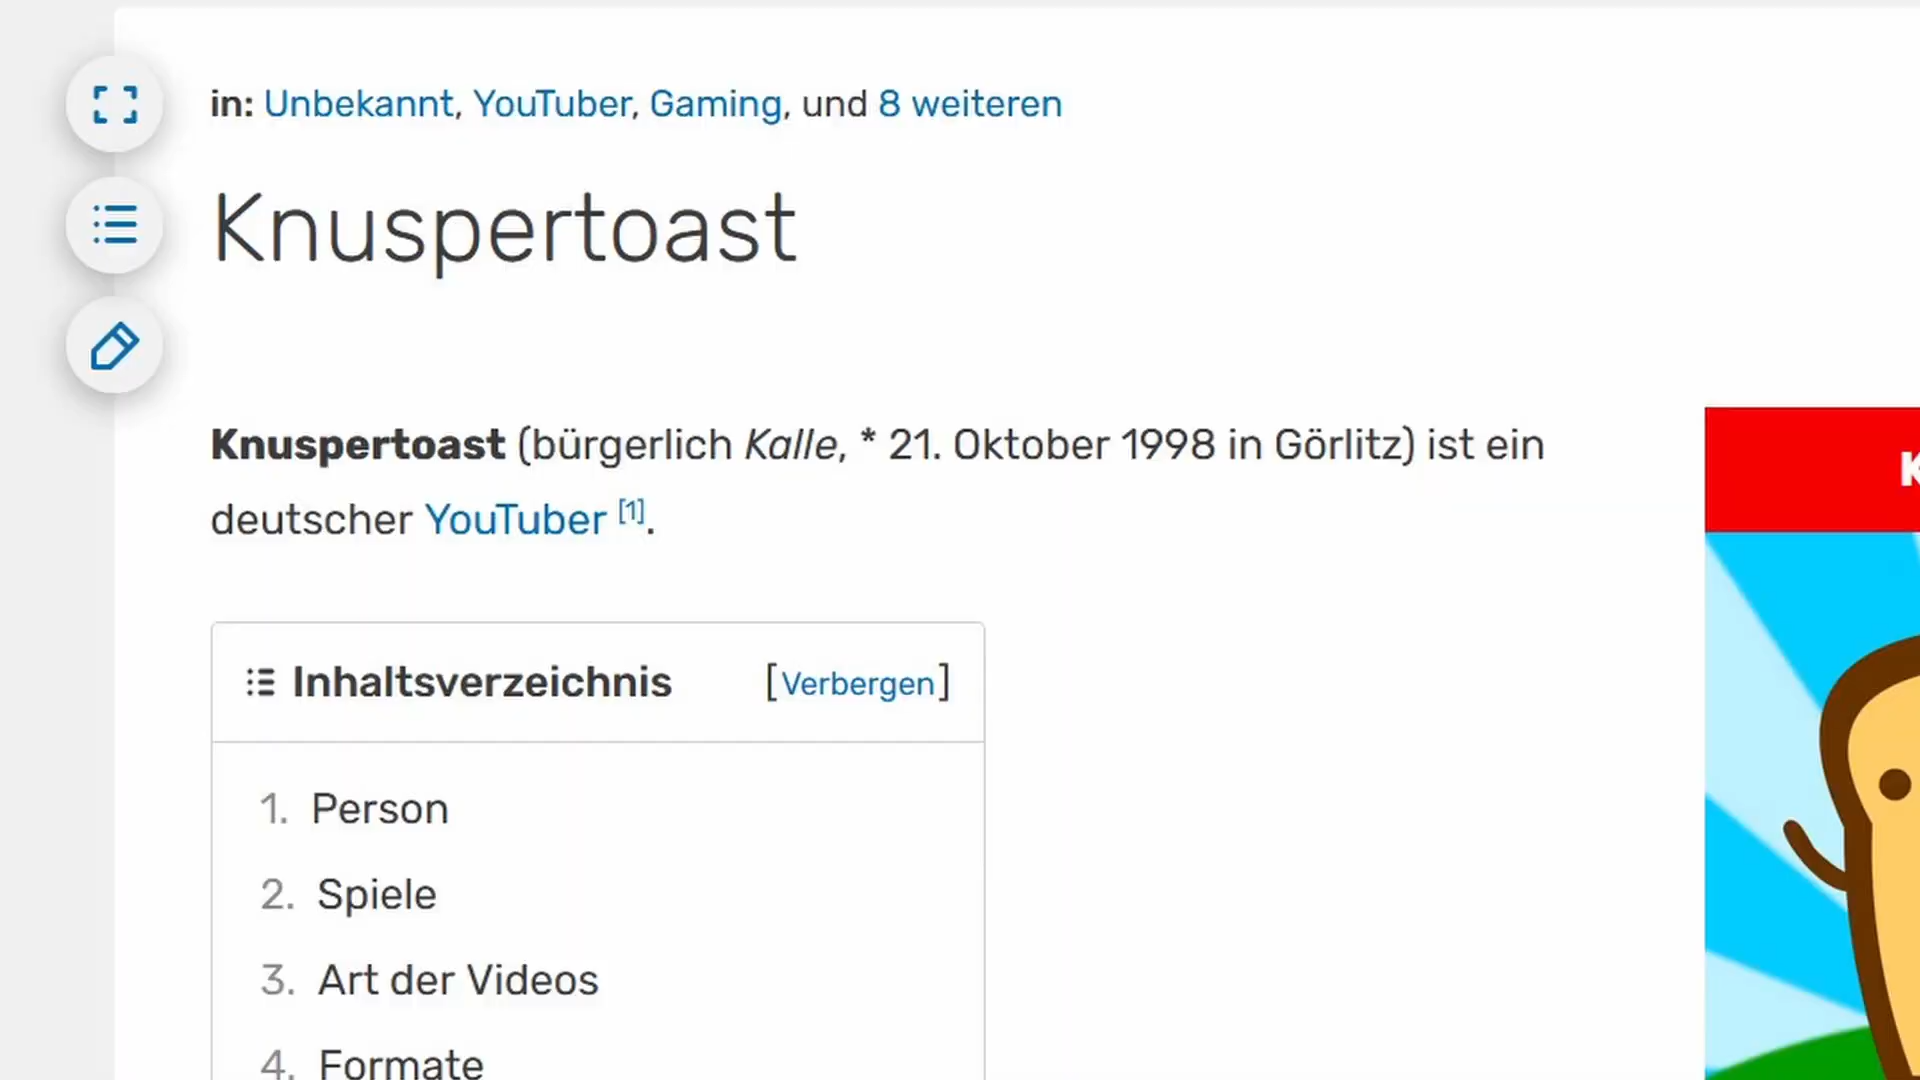 in: Unbekannt, YouTuber, Gaming, und 8 weiteren
Knuspertoast
Knuspertoast (bürgerlich Kalle, * 21. Oktober 1998 in Görlitz) ist ein
deutscher YouTuber [1].
Inhaltsverzeichnis [Verbergen]
1. Person
2. Spiele
3. Art der Videos
4. Formate